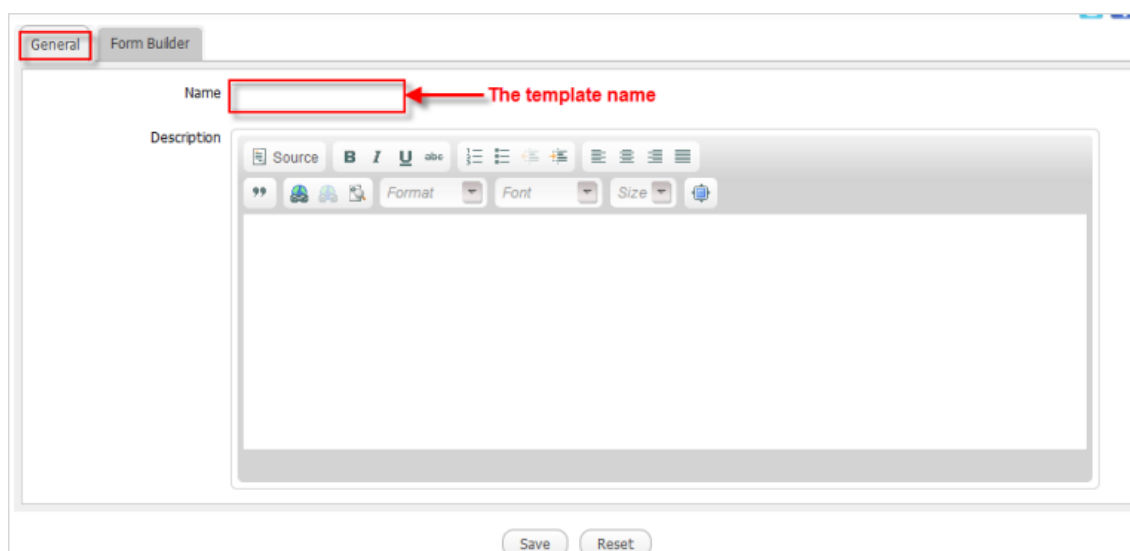 General Form Builder
Name The template name
Description
Source B I U abc
Format Font Size
Save Reset